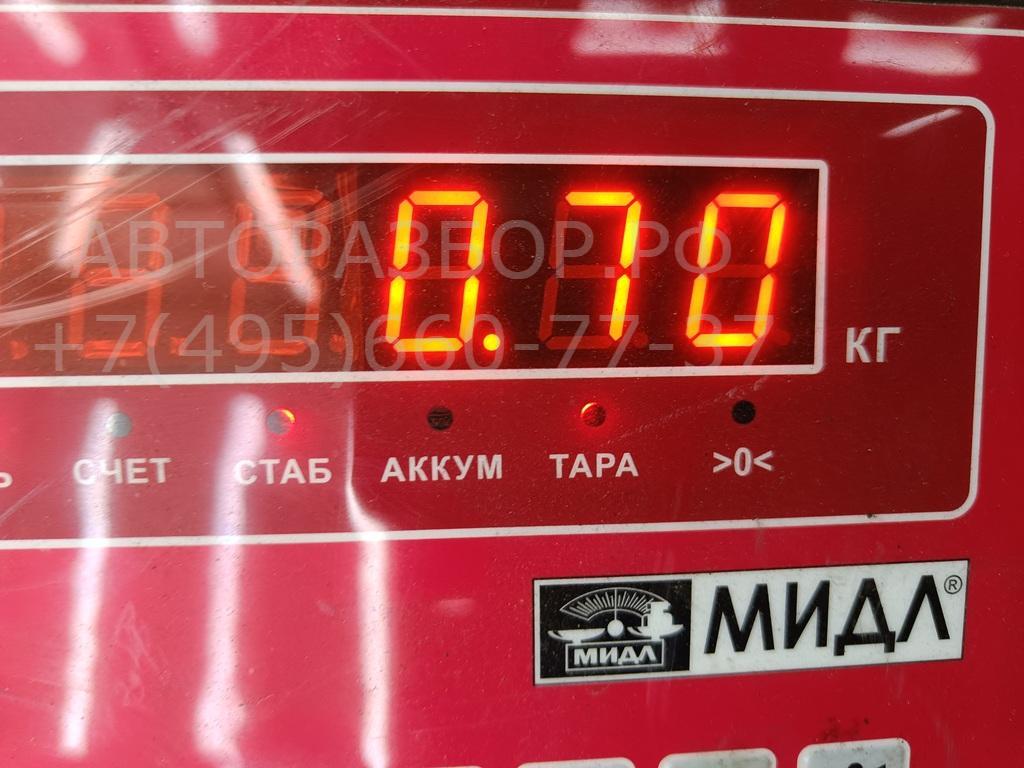 0.70
АВТОРАЗБОР.РФ
+7(495)660-77-37
КГ
СЧЕТ СТАБ АККУМ ТАРА >0<
МИДЛ МИДЛ®